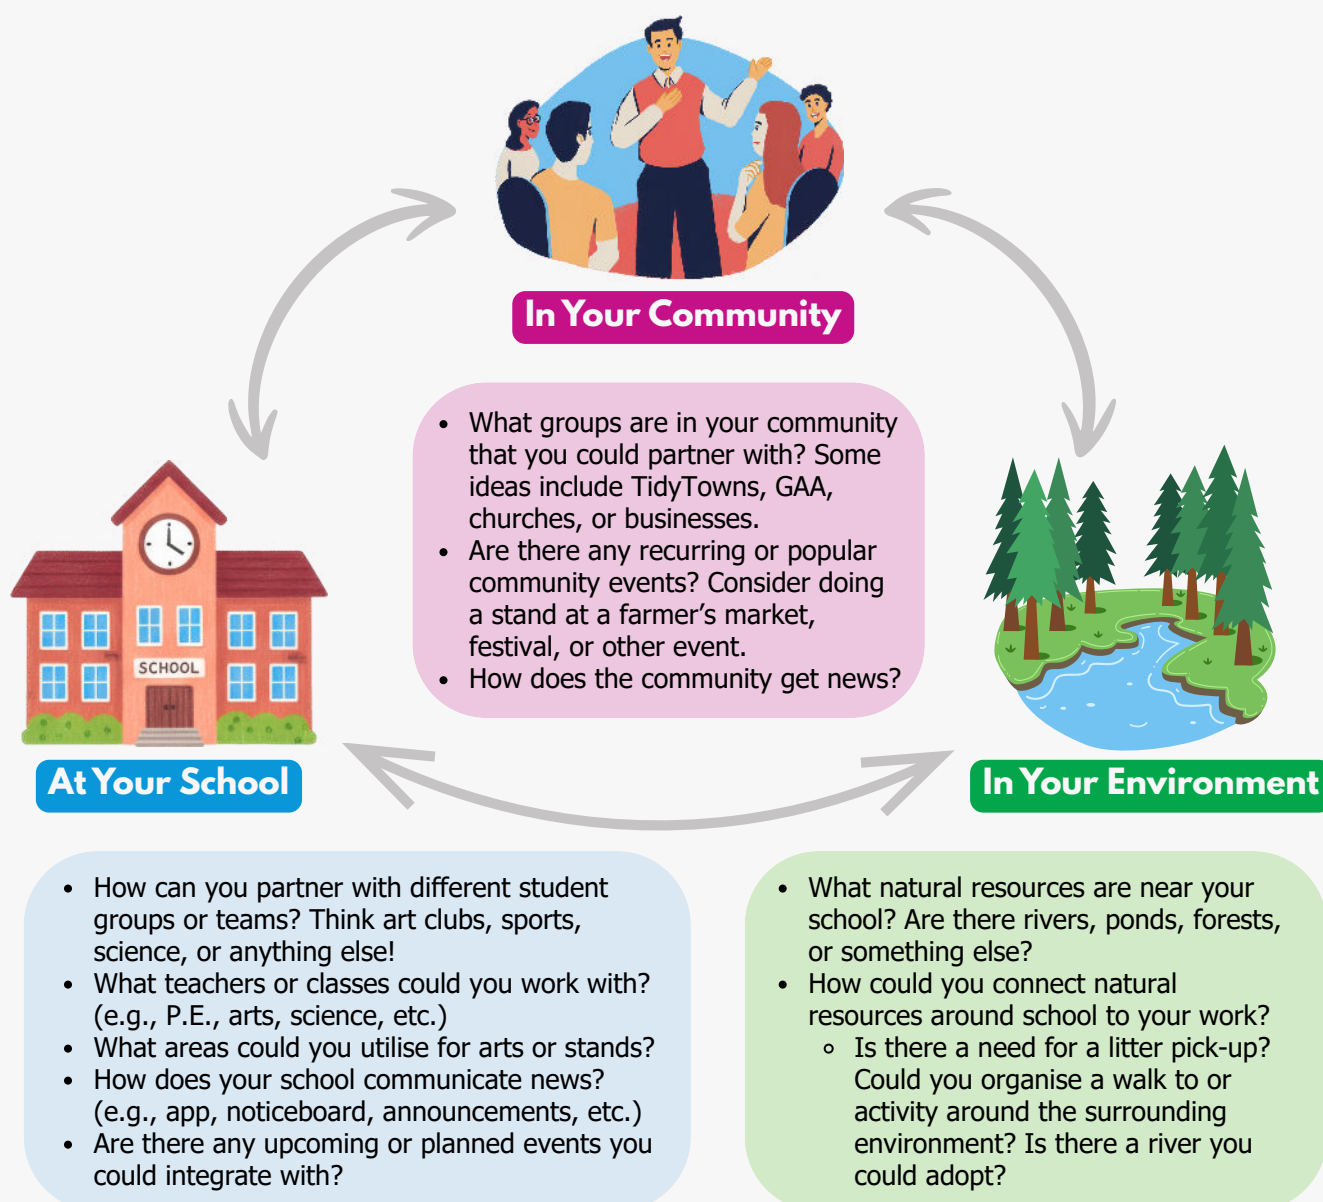 In Your Community
• What groups are in your community
that you could partner with? Some
ideas include TidyTowns, GAA,
churches, or businesses.
• Are there any recurring or popular
community events? Consider doing
a stand at a farmer’s market,
festival, or other event.
• How does the community get news?
SCHOOL
At Your School
• How can you partner with different student
groups or teams? Think art clubs, sports,
science, or anything else!
• What teachers or classes could you work with?
(e.g., P.E., arts, science, etc.)
• What areas could you utilise for arts or stands?
• How does your school communicate news?
(e.g., app, noticeboard, announcements, etc.)
• Are there any upcoming or planned events you
could integrate with?
In Your Environment
• What natural resources are near your
school? Are there rivers, ponds, forests,
or something else?
• How could you connect natural
resources around school to your work?
◦ Is there a need for a litter pick-up?
Could you organise a walk to or
activity around the surrounding
environment? Is there a river you
could adopt?